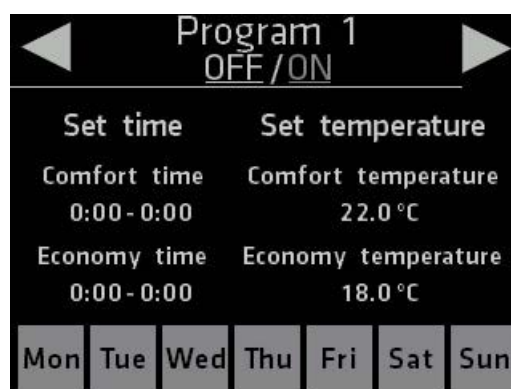 Program 1
OFF/ON
Set time Set temperature
Comfort time Comfort temperature
0:00-0:00 22.0°C
Economy time Economy temperature
0:00-0:00 18.0°C
Mon Tue Wed Thu Fri Sat Sun